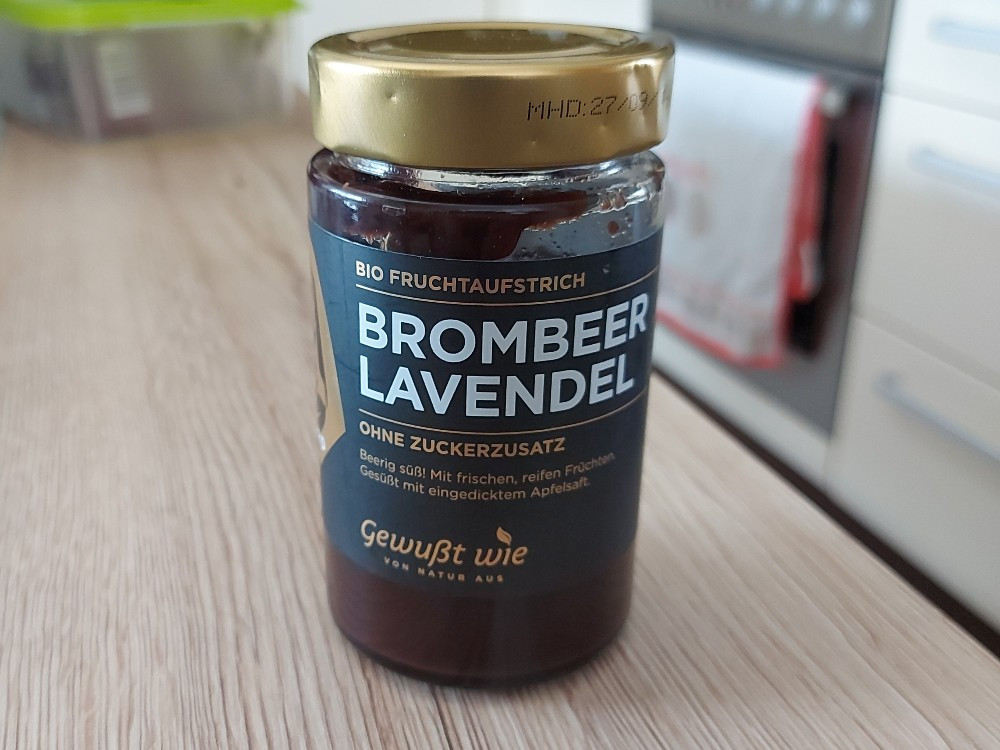 MHD: 27/09/
BIO FRUCHTAUFSTRICH
BROMBEER
LAVENDEL
OHNE ZUCKERZUSATZ
Beerig süß! Mit frischen, reifen Früchten.
Gesüßt mit eingedicktem Apfelsaft.
Gewußt wie
VON NATUR AUS